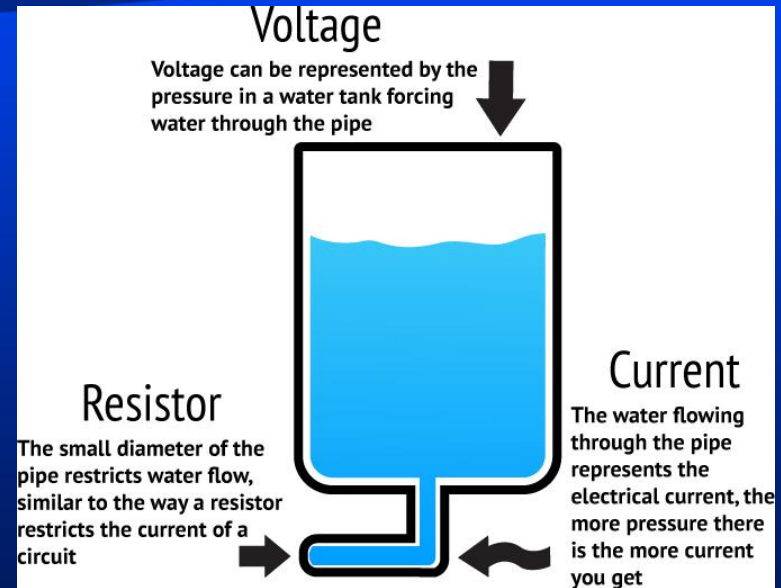 Voltage
Voltage can be represented by the
pressure in a water tank forcing
water through the pipe
Resistor
The small diameter of the
pipe restricts water flow,
similar to the way a resistor
restricts the current of a
circuit
Current
The water flowing
through the pipe
represents the
electrical current, the
more pressure there
is the more current
you get